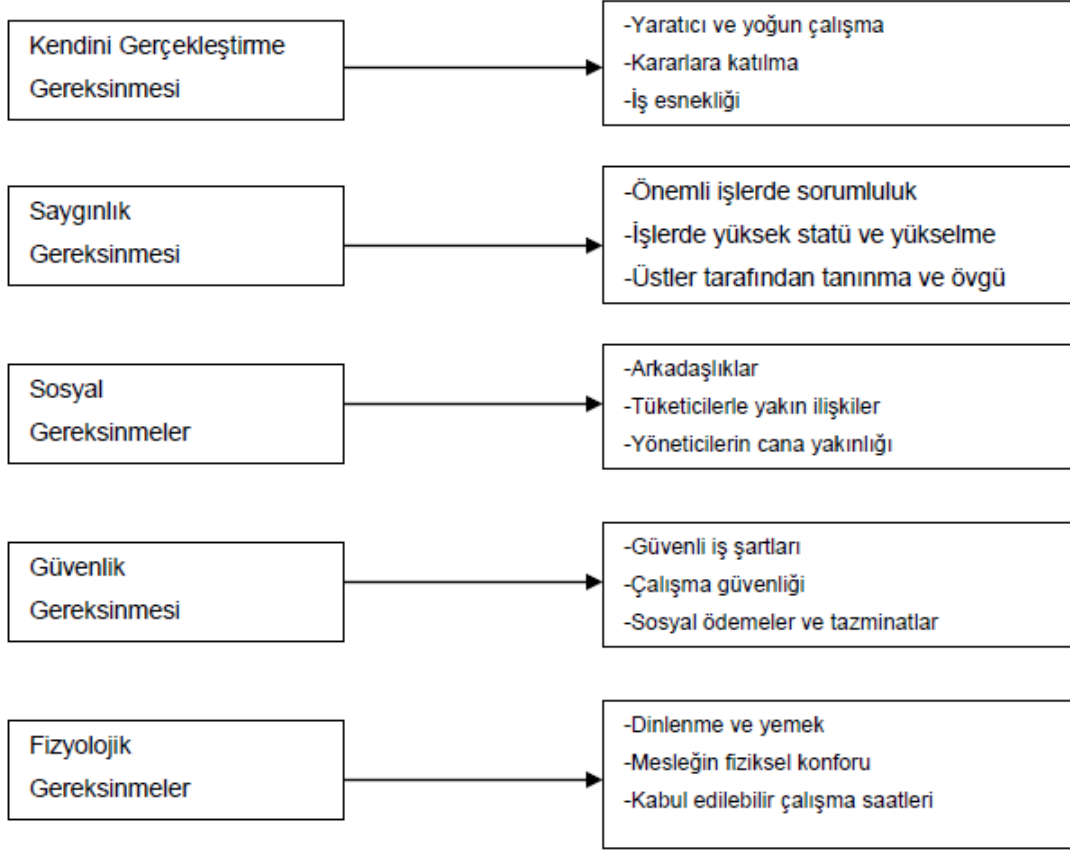 Kendini Gerçekleştirme
Gereksinmesi
-Yaratıcı ve yoğun çalışma
-Kararlara katılma
-İş esnekliği
Saygınlık
Gereksinmesi
-Önemli işlerde sorumluluk
-İşlerde yüksek statü ve yükselme
-Üstler tarafından tanınma ve övgü
Sosyal
Gereksinmeler
-Arkadaşlıklar
-Tüketicilerle yakın ilişkiler
-Yöneticilerin cana yakınlığı
Güvenlik
Gereksinmesi
-Güvenli iş şartları
-Çalışma güvenliği
-Sosyal ödemeler ve tazminatlar
Fizyolojik
Gereksinmeler
-Dinlenme ve yemek
-Mesleğin fiziksel konforu
-Kabul edilebilir çalışma saatleri